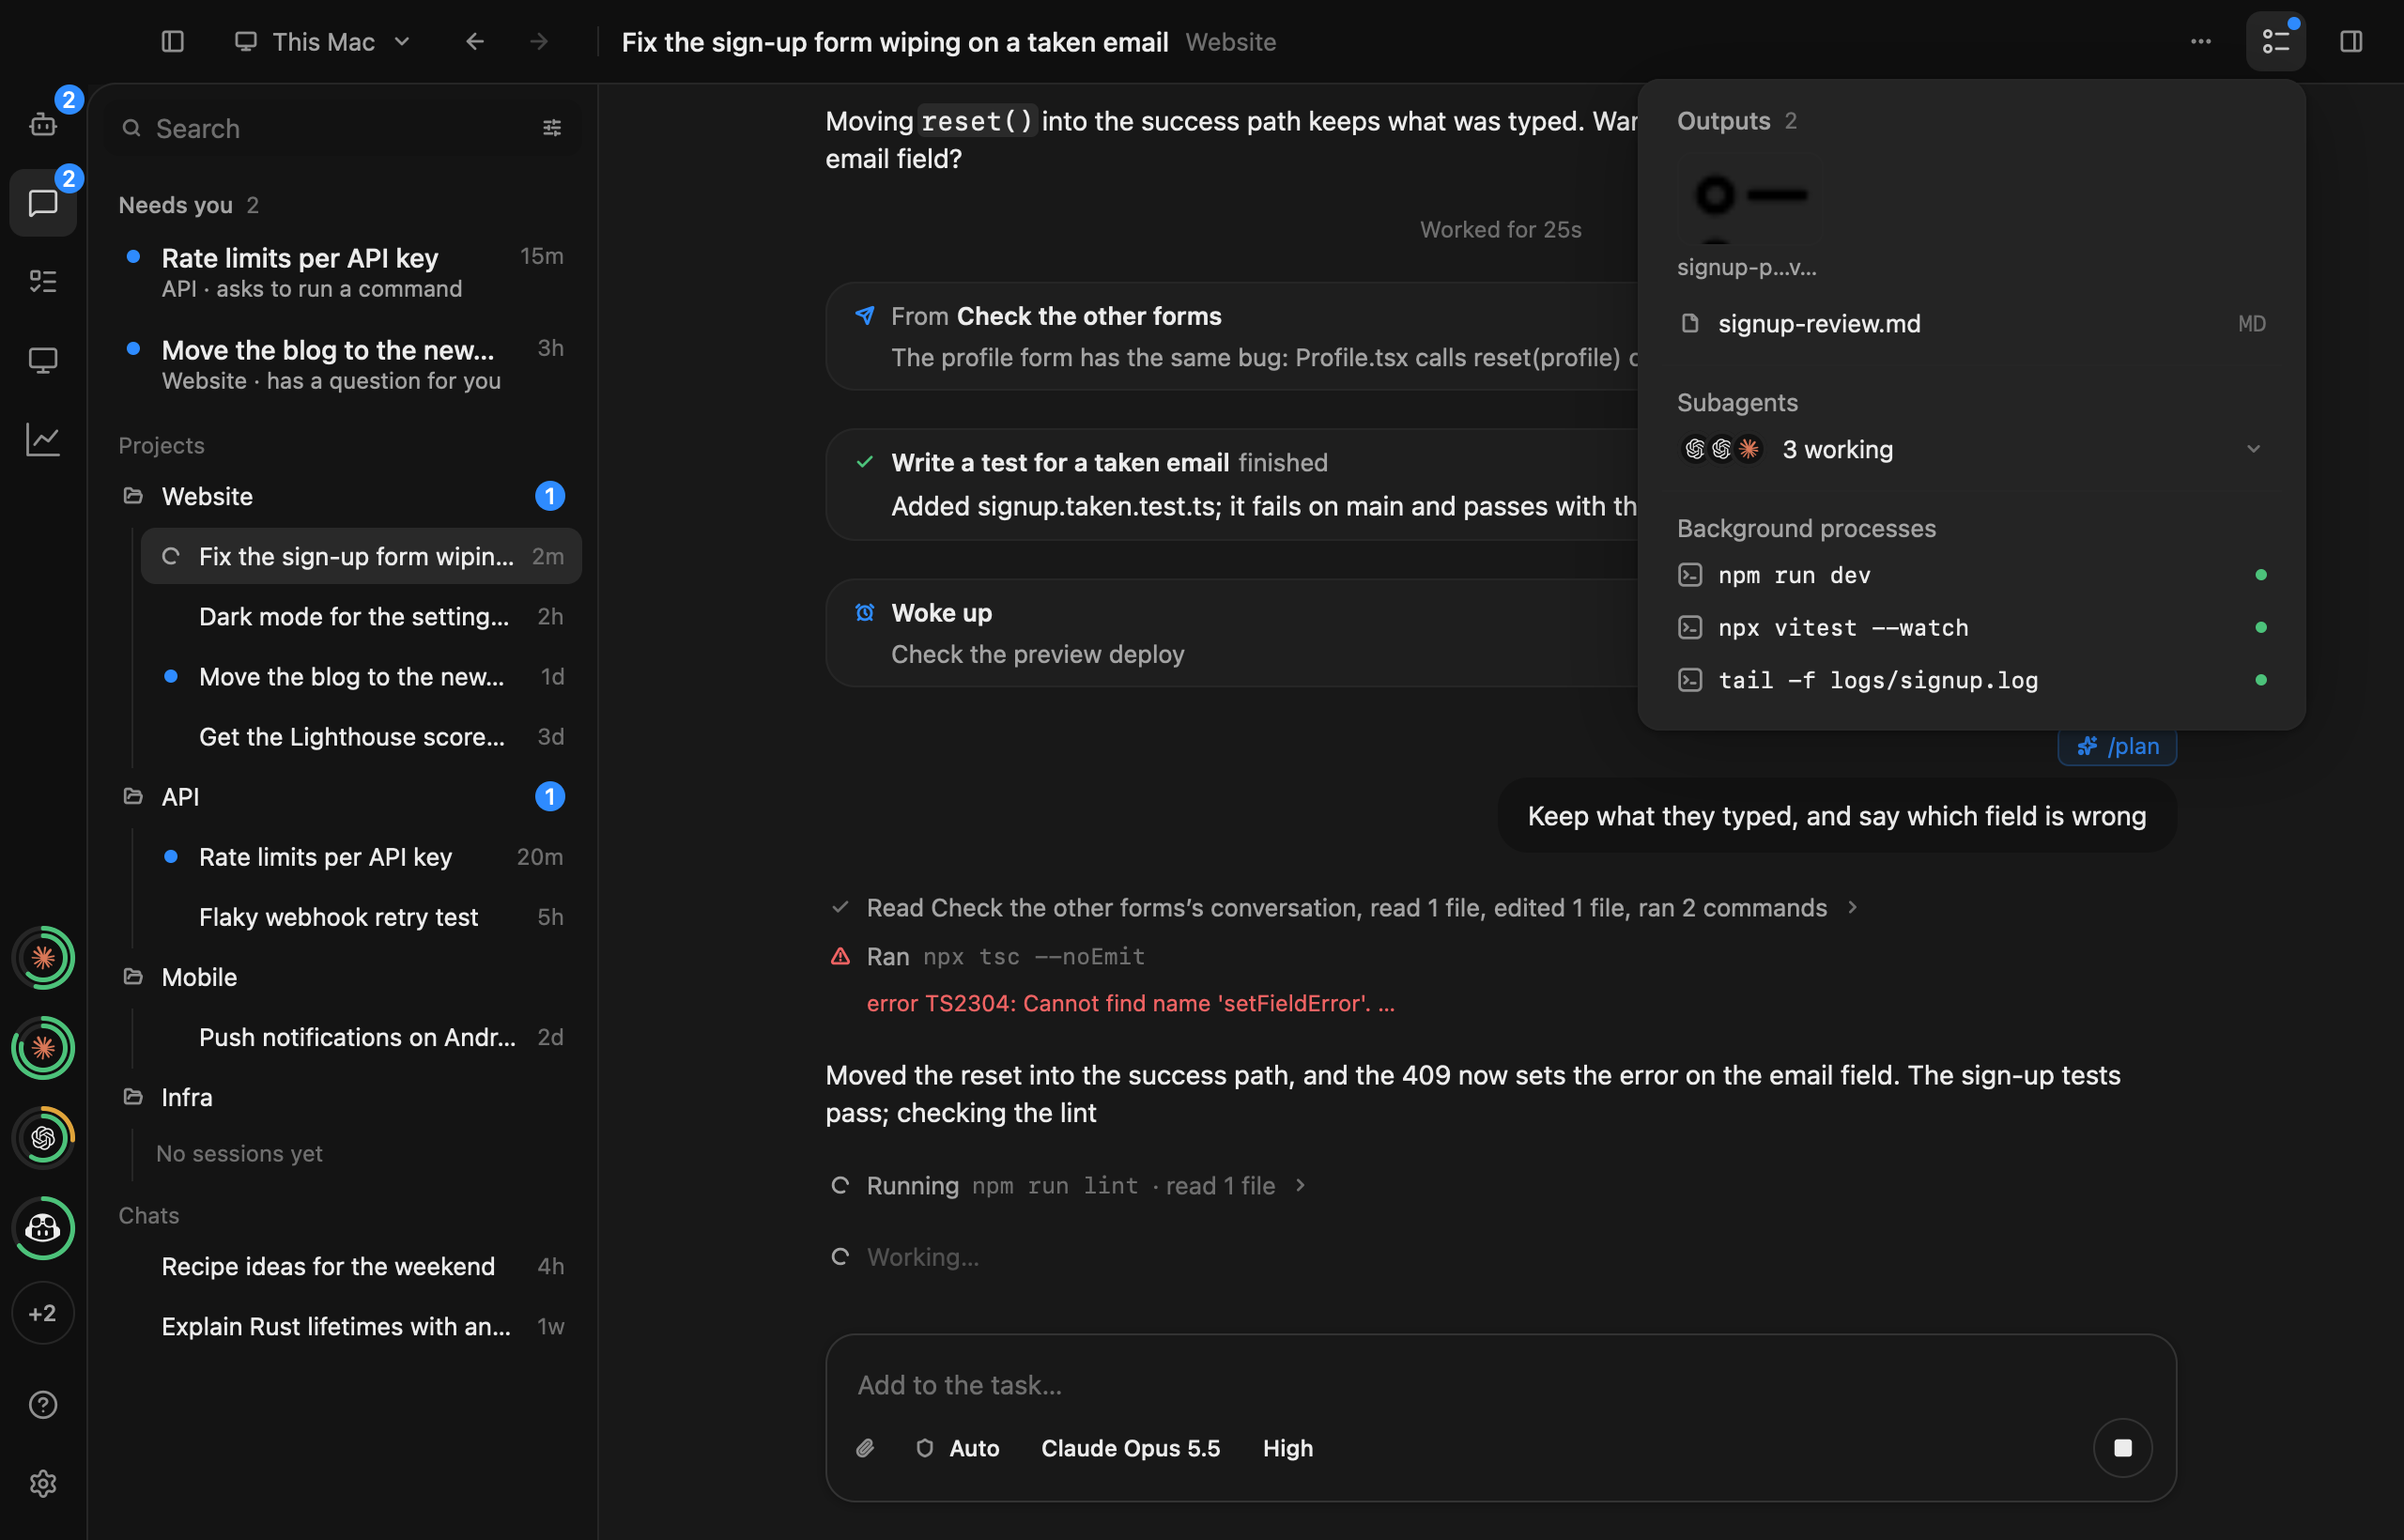 This Mac
Fix the sign-up form wiping on a taken email Website
2
2
Search
Needs you 2
Rate limits per API key 15m
API · asks to run a command
Move the blog to the new... 3h
Website · has a question for you
Projects
Website 1
Fix the sign-up form wipin... 2m
Dark mode for the setting... 2h
Move the blog to the new... 1d
Get the Lighthouse score... 3d
API 1
Rate limits per API key 20m
Flaky webhook retry test 5h
Mobile
Push notifications on Andr... 2d
Infra
No sessions yet
Chats
Recipe ideas for the weekend 4h
Explain Rust lifetimes with an... 1w
+2
Moving reset() into the success path keeps what was typed.
email field?
Worked for 25s
From Check the other forms
The profile form has the same bug: Profile.tsx calls reset(profile)
Write a test for a taken email finished
Added signup.taken.test.ts; it fails on main and passes with
Woke up
Check the preview deploy
Outputs 2
signup-p...v...
signup-review.md MD
Subagents
3 working
Background processes
npm run dev
npx vitest --watch
tail -f logs/signup.log
/plan
Keep what they typed, and say which field is wrong
Read Check the other forms’s conversation, read 1 file, edited 1 file, ran 2 commands
Ran npx tsc --noEmit
error TS2304: Cannot find name 'setFieldError'. ...
Moved the reset into the success path, and the 409 now sets the error on the email field. The sign-up tests
pass; checking the lint
Running npm run lint · read 1 file
Working...
Add to the task...
Auto Claude Opus 5.5 High